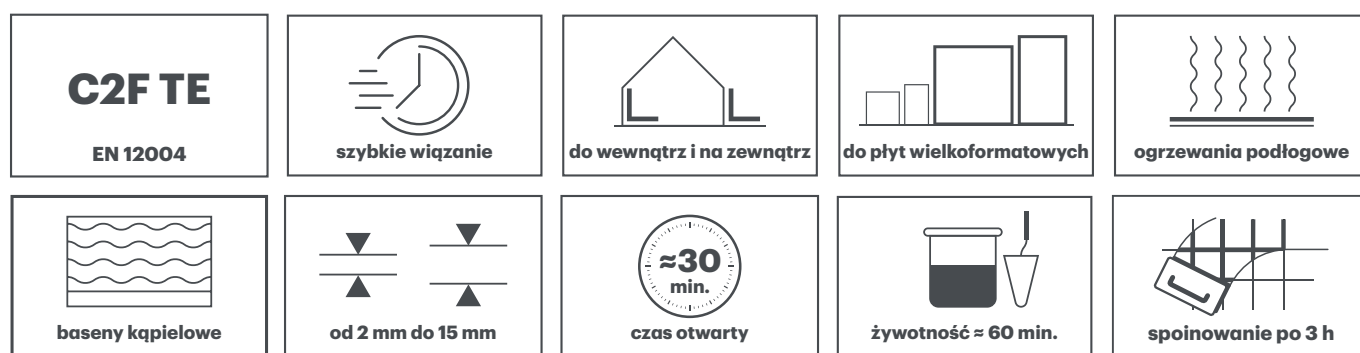 C2F TE
EN 12004
szybkie wiązanie
do wewnątrz i na zewnątrz
do płyt wielkoformatowych
ogrzewania podłogowe
baseny kąpielowe
od 2 mm do 15 mm
≈30
min.
czas otwarty
żywotność ≈ 60 min.
spoinowanie po 3 h